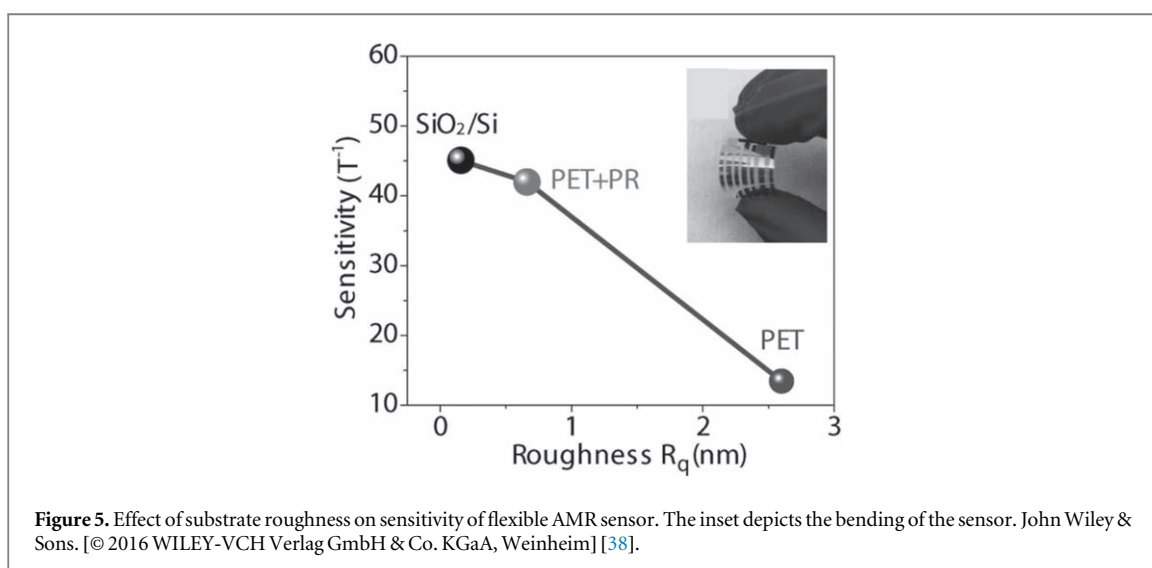 60
50
40
30
20
10
Sensitivity (T⁻¹)
SiO₂/Si
PET+PR
PET
0 1 2 3
Roughness Rq(nm)
Figure 5. Effect of substrate roughness on sensitivity of flexible AMR sensor. The inset depicts the bending of the sensor. John Wiley &
Sons. [© 2016 WILEY-VCH Verlag GmbH & Co. KGaA, Weinheim] [38].